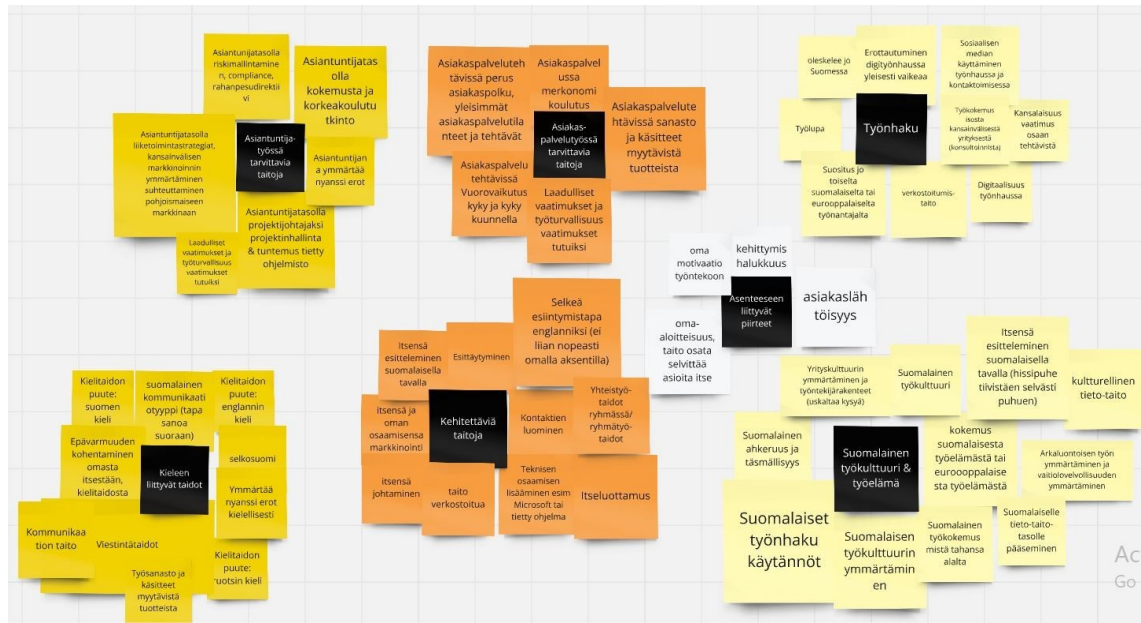 Asiantuntijatasolla
riskimallintamine
n, compliance,
rahanpesudirektii
vi
Asiantuntijatas
olla
kokemusta ja
korkeakoulutu
tkinto
Asiantuntijatasolla
liiketoimintastrategiat,
kansainvälisen
markkinoinnin
ymmärtäminen
suhteuttaminen
pohjoismaiseen
markkinaan
Asiantuntija-
työssä
tarvittavia
taitoja
Asiantuntijan
a ymmärtää
nyanssi erot
Asiantuntijatasolla
projektijohtajaksi
projektinhallinta
& tuntemus tietty
ohjelmisto
Laadulliset
vaatimukset ja
työturvallisuus
vaatimukset
tutuiksi
Asiakaspalveluteh
tävissä perus
asiakaspolku,
yleisimmät
asiakaspalvelutila
nteet ja tehtävät
Asiakaspalvel
ussa
merkonomi
koulutus
Asiakaspalvelute
htävissä sanasto
ja käsitteet
myytävistä
tuotteista
Asiakas-
palvelutyössä
tarvittavia
taitoja
Asiakaspalvelu
tehtävissä
Vuorovaikutus
kyky ja kyky
kuunnella
Laadulliset
vaatimukset ja
työturvallisuus
vaatimukset
tutuiksi
oleskelee jo
Suomessa
Erottautuminen
digityönhaussa
yleisesti vaikeaa
Sosiaalisen
median
käyttäminen
työnhaussa ja
kontaktoimisessa
Työlupa
Työnhaku
Työkokemus
isosta
kansainvälisestä
yrityksestä
(konsultoinnista)
Kansalaisuus
vaatimus
osaan
tehtävistä
Suositus jo
toiselta
suomalaiselta tai
eurooppalaiselta
työnantajalta
verkostoitumis-
taito
Digitaalisuus
työnhaussa
oma
motivaatio
työntekoon
kehittymis
halukkuus
Asenteeseen
liittyvät
piirteet
asiakasläh
töisyys
oma-
aloitteisuus,
taito osata
selvittää
asioita itse
Kielitaidon
puute:
suomen
kieli
suomalainen
kommunikaati
otyyppi (tapa
sanoa
suoraan)
Kielitaidon
puute:
englannin
kieli
Epävarmuuden
kohentaminen
omasta
itsestään,
kielitaidosta
Kieleen
liittyvät taidot
selkosuomi
Ymmärtää
nyanssi erot
kielellisesti
Kommunikaa
tion taito
Viestintätaidot
Työsanasto ja
käsitteet
myytävistä
tuotteista
Kielitaidon
puute:
ruotsin kieli
Itsensä
esitteleminen
suomalaisella
tavalla
Esittäytyminen
Selkeä
esiintymistapa
englanniksi (ei
liian nopeasti
omalla aksentilla)
itsensä ja
oman
osaamisensa
markkinointi
Kehitettäviä
taitoja
Kontaktien
luominen
Yhteistyö-
taidot
ryhmässä/
ryhmätyö-
taidot
itsensä
johtaminen
taito
verkostoitua
Teknisen
osaamisen
lisääminen esim
Microsoft tai
tietty ohjelma
Itseluottamus
Yrityskulttuurin
ymmärtäminen ja
työntekijärakenteet
(uskaltaa kysyä)
Suomalainen
työkulttuuri
Itsensä
esitteleminen
suomalaisella
tavalla (hissipuhe
tiivistäen selvästi
puhuen)
kultturellinen
tieto-taito
Suomalainen
ahkeruus ja
täsmällisyys
Suomalainen
työkulttuuri &
työelämä
kokemus
suomalaisesta
työelämästä tai
euroooppalaise
sta työelämästä
Arkaluontoisen työn
ymmärtäminen ja
vaitiolovelvollisuuden
ymmärtäminen
Suomalaiset
työnhaku
käytännöt
Suomalaisen
työkulttuurin
ymmärtämin
en
Suomalainen
työkokemus
mistä tahansa
alalta
Suomalaiselle
tieto-taito-
tasolle
pääseminen
Ac
Go